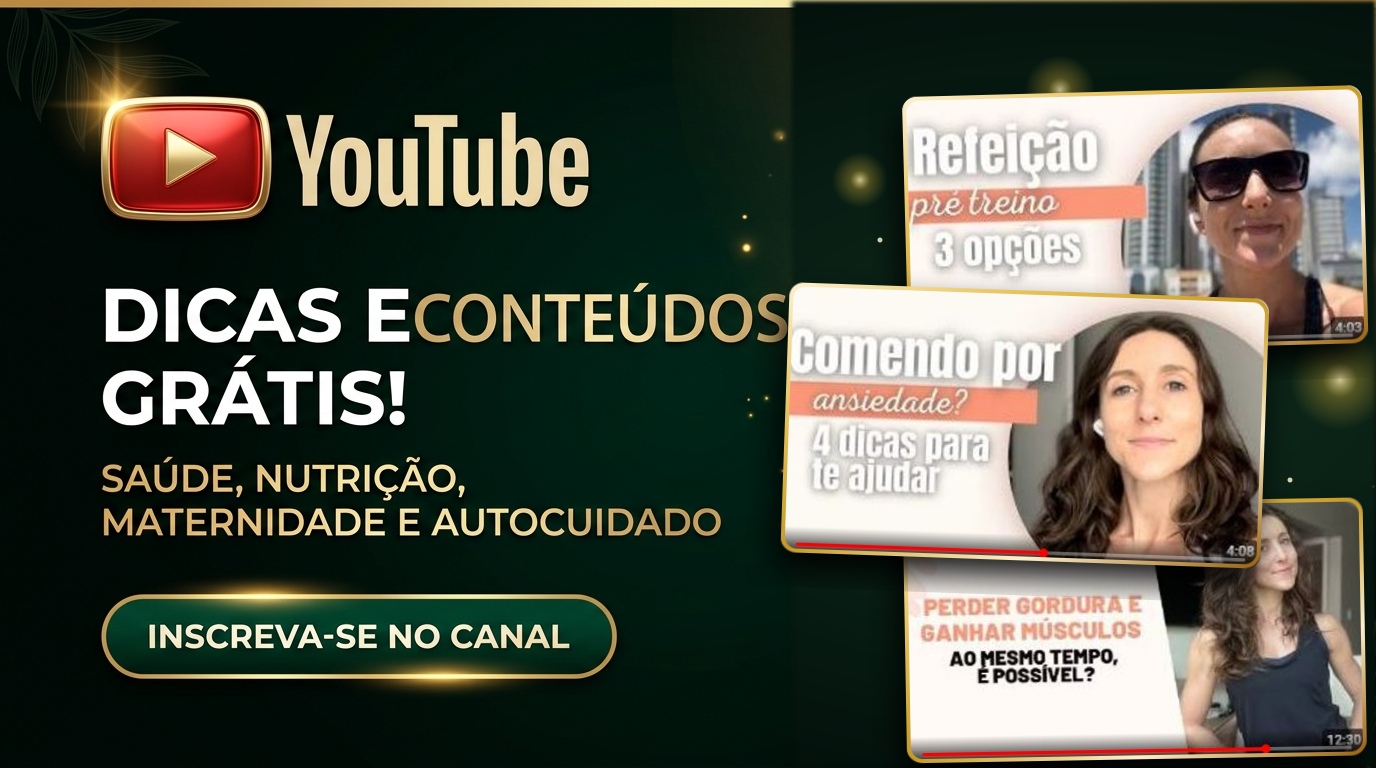 YouTube
DICAS E CONTEÚDOS
GRÁTIS!
SAÚDE, NUTRIÇÃO,
MATERNIDADE E AUTOCUIDADO
INSCREVA-SE NO CANAL
Refeição
pré treino
3 opções
4:03
Comendo por
ansiedade?
4 dicas para
te ajudar
4:08
PERDER GORDURA E
GANHAR MÚSCULOS
AO MESMO TEMPO,
É POSSÍVEL?
12:30